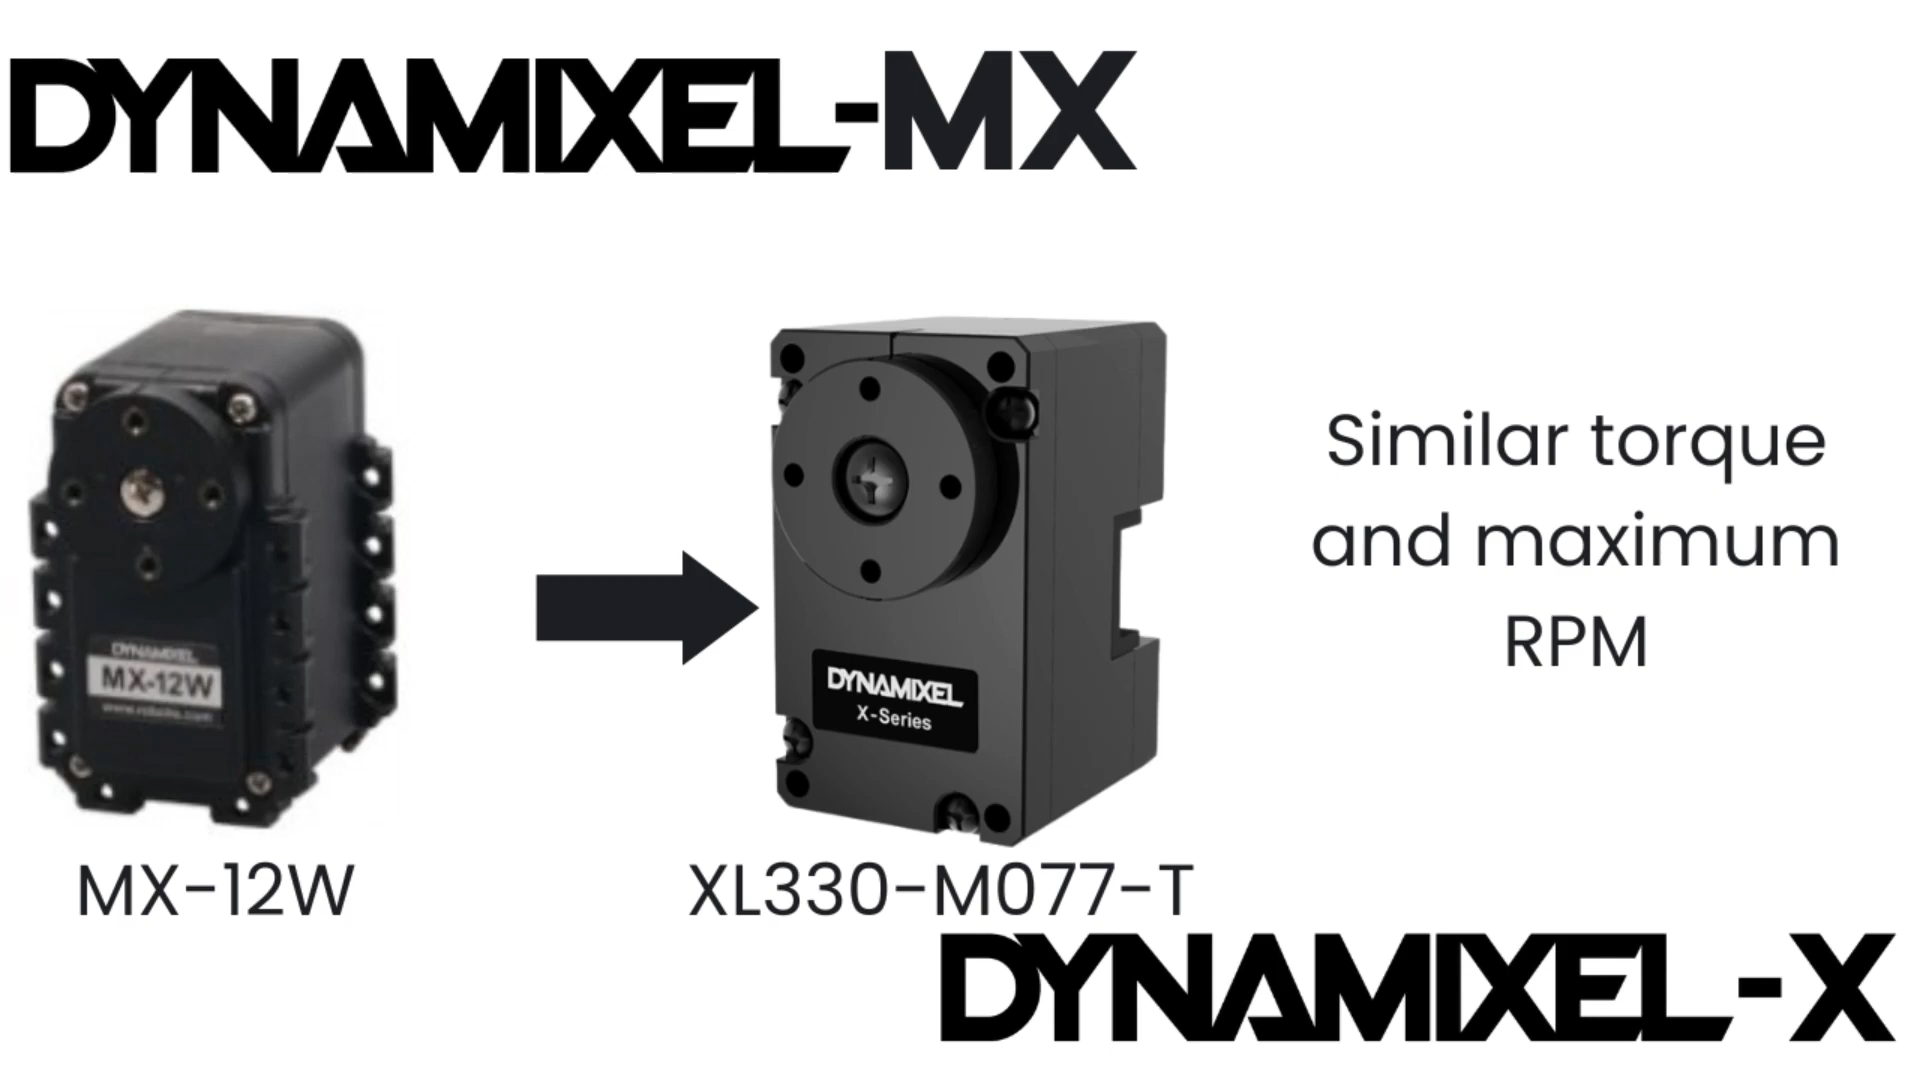 DYNAMIXEL-MX
DYNAMIXEL
MX-12W
DYNAMIXEL
X-Series
Similar torque
and maximum
RPM
MX-12W
XL330-M077-T
DYNAMIXEL-X